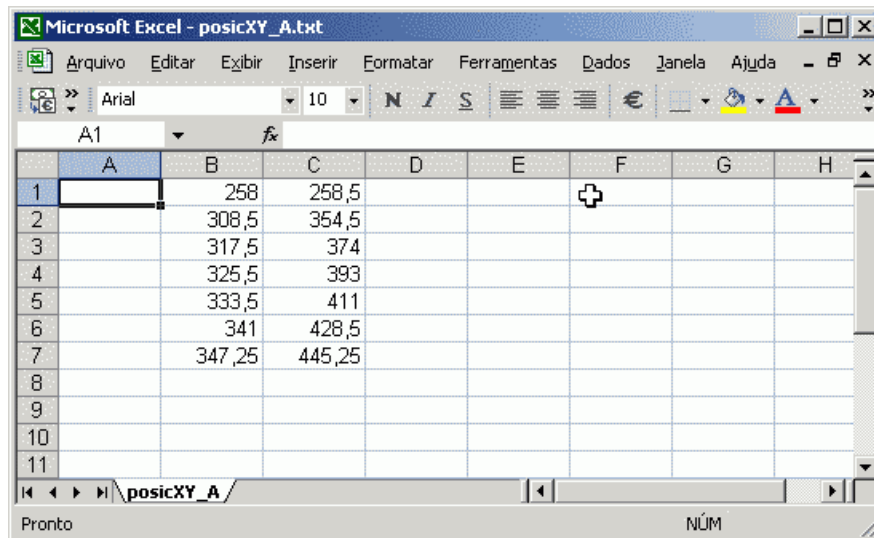 Microsoft Excel - posicXY_A.txt
Arquivo Editar Exibir Inserir Formatar Ferramentas Dados Janela Ajuda
Arial 10 N I S €  A
A1 fx
A B C D E F G H
1 258 258,5
2 308,5 354,5
3 317,5 374
4 325,5 393
5 333,5 411
6 341 428,5
7 347,25 445,25
8
9
10
11
posicXY_A
Pronto NÚM